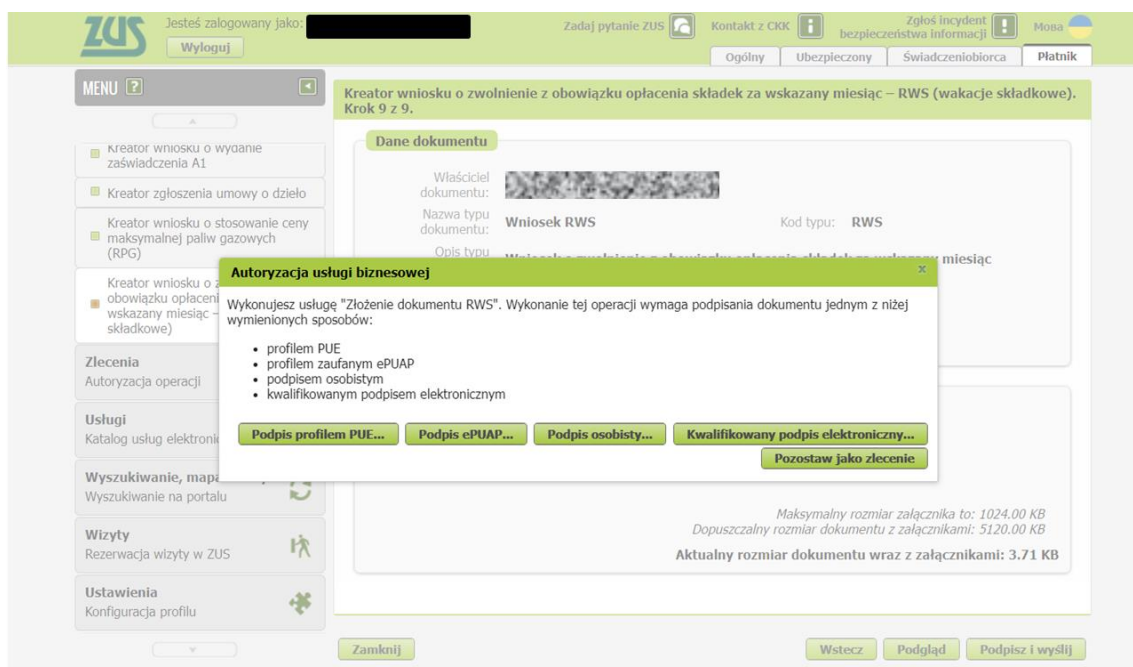 ZUS
Jesteś zalogowany jako:
Wyloguj
Zadaj pytanie ZUS
Kontakt z CKK
Zgłoś incydent
bezpieczeństwa informacji
Мова
Ogólny
Ubezpieczony
Świadczeniobiorca
Płatnik
MENU ?
Kreator wniosku o wydanie
zaświadczenia A1
Kreator zgłoszenia umowy o dzieło
Kreator wniosku o stosowanie ceny
maksymalnej paliw gazowych
(RPG)
Kreator wniosku o z
obowiązku opłaceni
wskazany miesiąc –
składkowe)
Zlecenia
Autoryzacja operacji
Usługi
Katalog usług elektroni
Wyszukiwanie, mapa
Wyszukiwanie na portalu
Wizyty
Rezerwacja wizyty w ZUS
Ustawienia
Konfiguracja profilu
Kreator wniosku o zwolnienie z obowiązku opłacenia składek za wskazany miesiąc – RWS (wakacje składkowe).
Krok 9 z 9.
Dane dokumentu
Właściciel
dokumentu:
Nazwa typu
dokumentu:
Wniosek RWS
Kod typu: RWS
Opis typu
Wniosek o zwolnienie z obowiązku opłacenia składek za wskazany miesiąc
Autoryzacja usługi biznesowej
x
Wykonujesz usługę "Złożenie dokumentu RWS". Wykonanie tej operacji wymaga podpisania dokumentu jednym z niżej
wymienionych sposobów:
• profilem PUE
• profilem zaufanym ePUAP
• podpisem osobistym
• kwalifikowanym podpisem elektronicznym
Podpis profilem PUE...
Podpis ePUAP...
Podpis osobisty...
Kwalifikowany podpis elektroniczny...
Pozostaw jako zlecenie
Maksymalny rozmiar załącznika to: 1024.00 KB
Dopuszczalny rozmiar dokumentu z załącznikami: 5120.00 KB
Aktualny rozmiar dokumentu wraz z załącznikami: 3.71 KB
Zamknij
Wstecz
Podgląd
Podpisz i wyślij